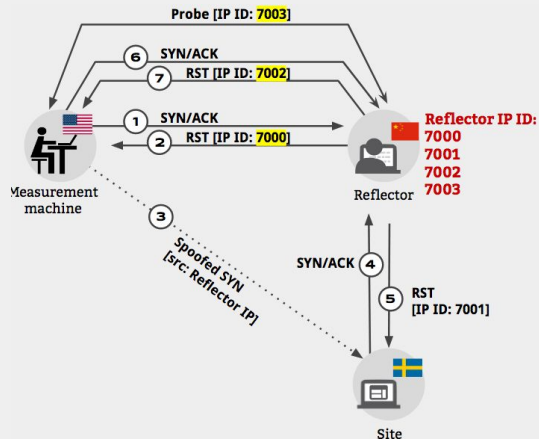 Probe [IP ID: 7003]
6 SYN/ACK
7 RST [IP ID: 7002]
1 SYN/ACK
2 RST [IP ID: 7000]
Reflector IP ID:
7000
7001
7002
7003
Measurement
machine
Reflector
3
Spoofed SYN
[src: Reflector IP]
SYN/ACK 4
5 RST
[IP ID: 7001]
Site